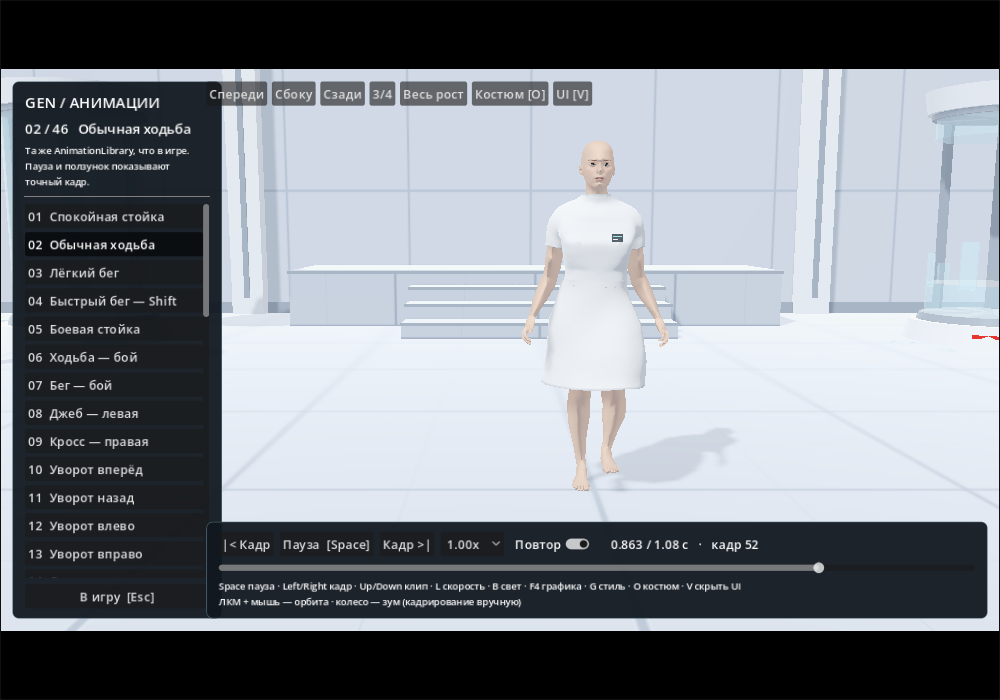 Спереди Сбоку Сзади 3/4 Весь рост Костюм [O] UI [V]
GEN / АНИМАЦИИ
02 / 46 Обычная ходьба
Та же AnimationLibrary, что в игре.
Пауза и ползунок показывают
точный кадр.
01 Спокойная стойка
02 Обычная ходьба
03 Лёгкий бег
04 Быстрый бег — Shift
05 Боевая стойка
06 Ходьба — бой
07 Бег — бой
08 Джеб — левая
09 Кросс — правая
10 Уворот вперёд
11 Уворот назад
12 Уворот влево
13 Уворот вправо
В игру [Esc]
|< Кадр Пауза [Space] Кадр >| 1.00x Повтор 0.863 / 1.08 с · кадр 52
Space пауза · Left/Right кадр · Up/Down клип · L скорость · B свет · F4 графика · G стиль · O костюм · V скрыть UI
ЛКМ + мышь — орбита · колесо — зум (кадрирование вручную)